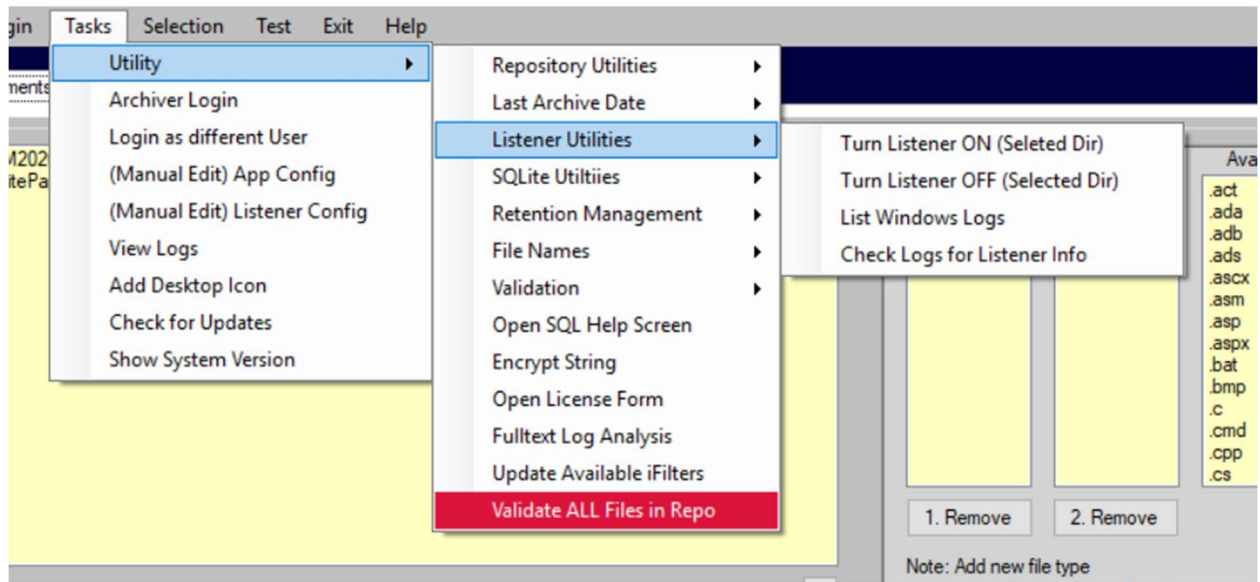 gin Tasks Selection Test Exit Help
Utility
Archiver Login
Login as different User
(Manual Edit) App Config
(Manual Edit) Listener Config
View Logs
Add Desktop Icon
Check for Updates
Show System Version
Repository Utilities
Last Archive Date
Listener Utilities
SQLite Utiltiies
Retention Management
File Names
Validation
Open SQL Help Screen
Encrypt String
Open License Form
Fulltext Log Analysis
Update Available iFilters
Validate ALL Files in Repo
Turn Listener ON (Seleted Dir)
Turn Listener OFF (Selected Dir)
List Windows Logs
Check Logs for Listener Info
ments
M202
itePa
Ava
.act
.ada
.adb
.ads
.ascx
.asm
.asp
.aspx
.bat
.bmp
.c
.cmd
.cpp
.cs
1. Remove 2. Remove
Note: Add new file type